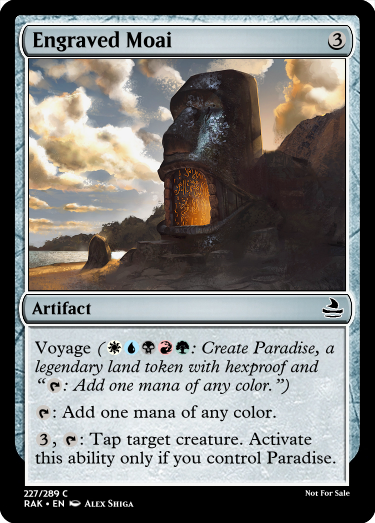 Engraved Moai 3
Artifact
Voyage (WUBRG: Create Paradise, a
legendary land token with hexproof and
“T: Add one mana of any color.”)
T: Add one mana of any color.
3, T: Tap target creature. Activate
this ability only if you control Paradise.
227/289 C
Not For Sale
RAK • EN Alex Shiga